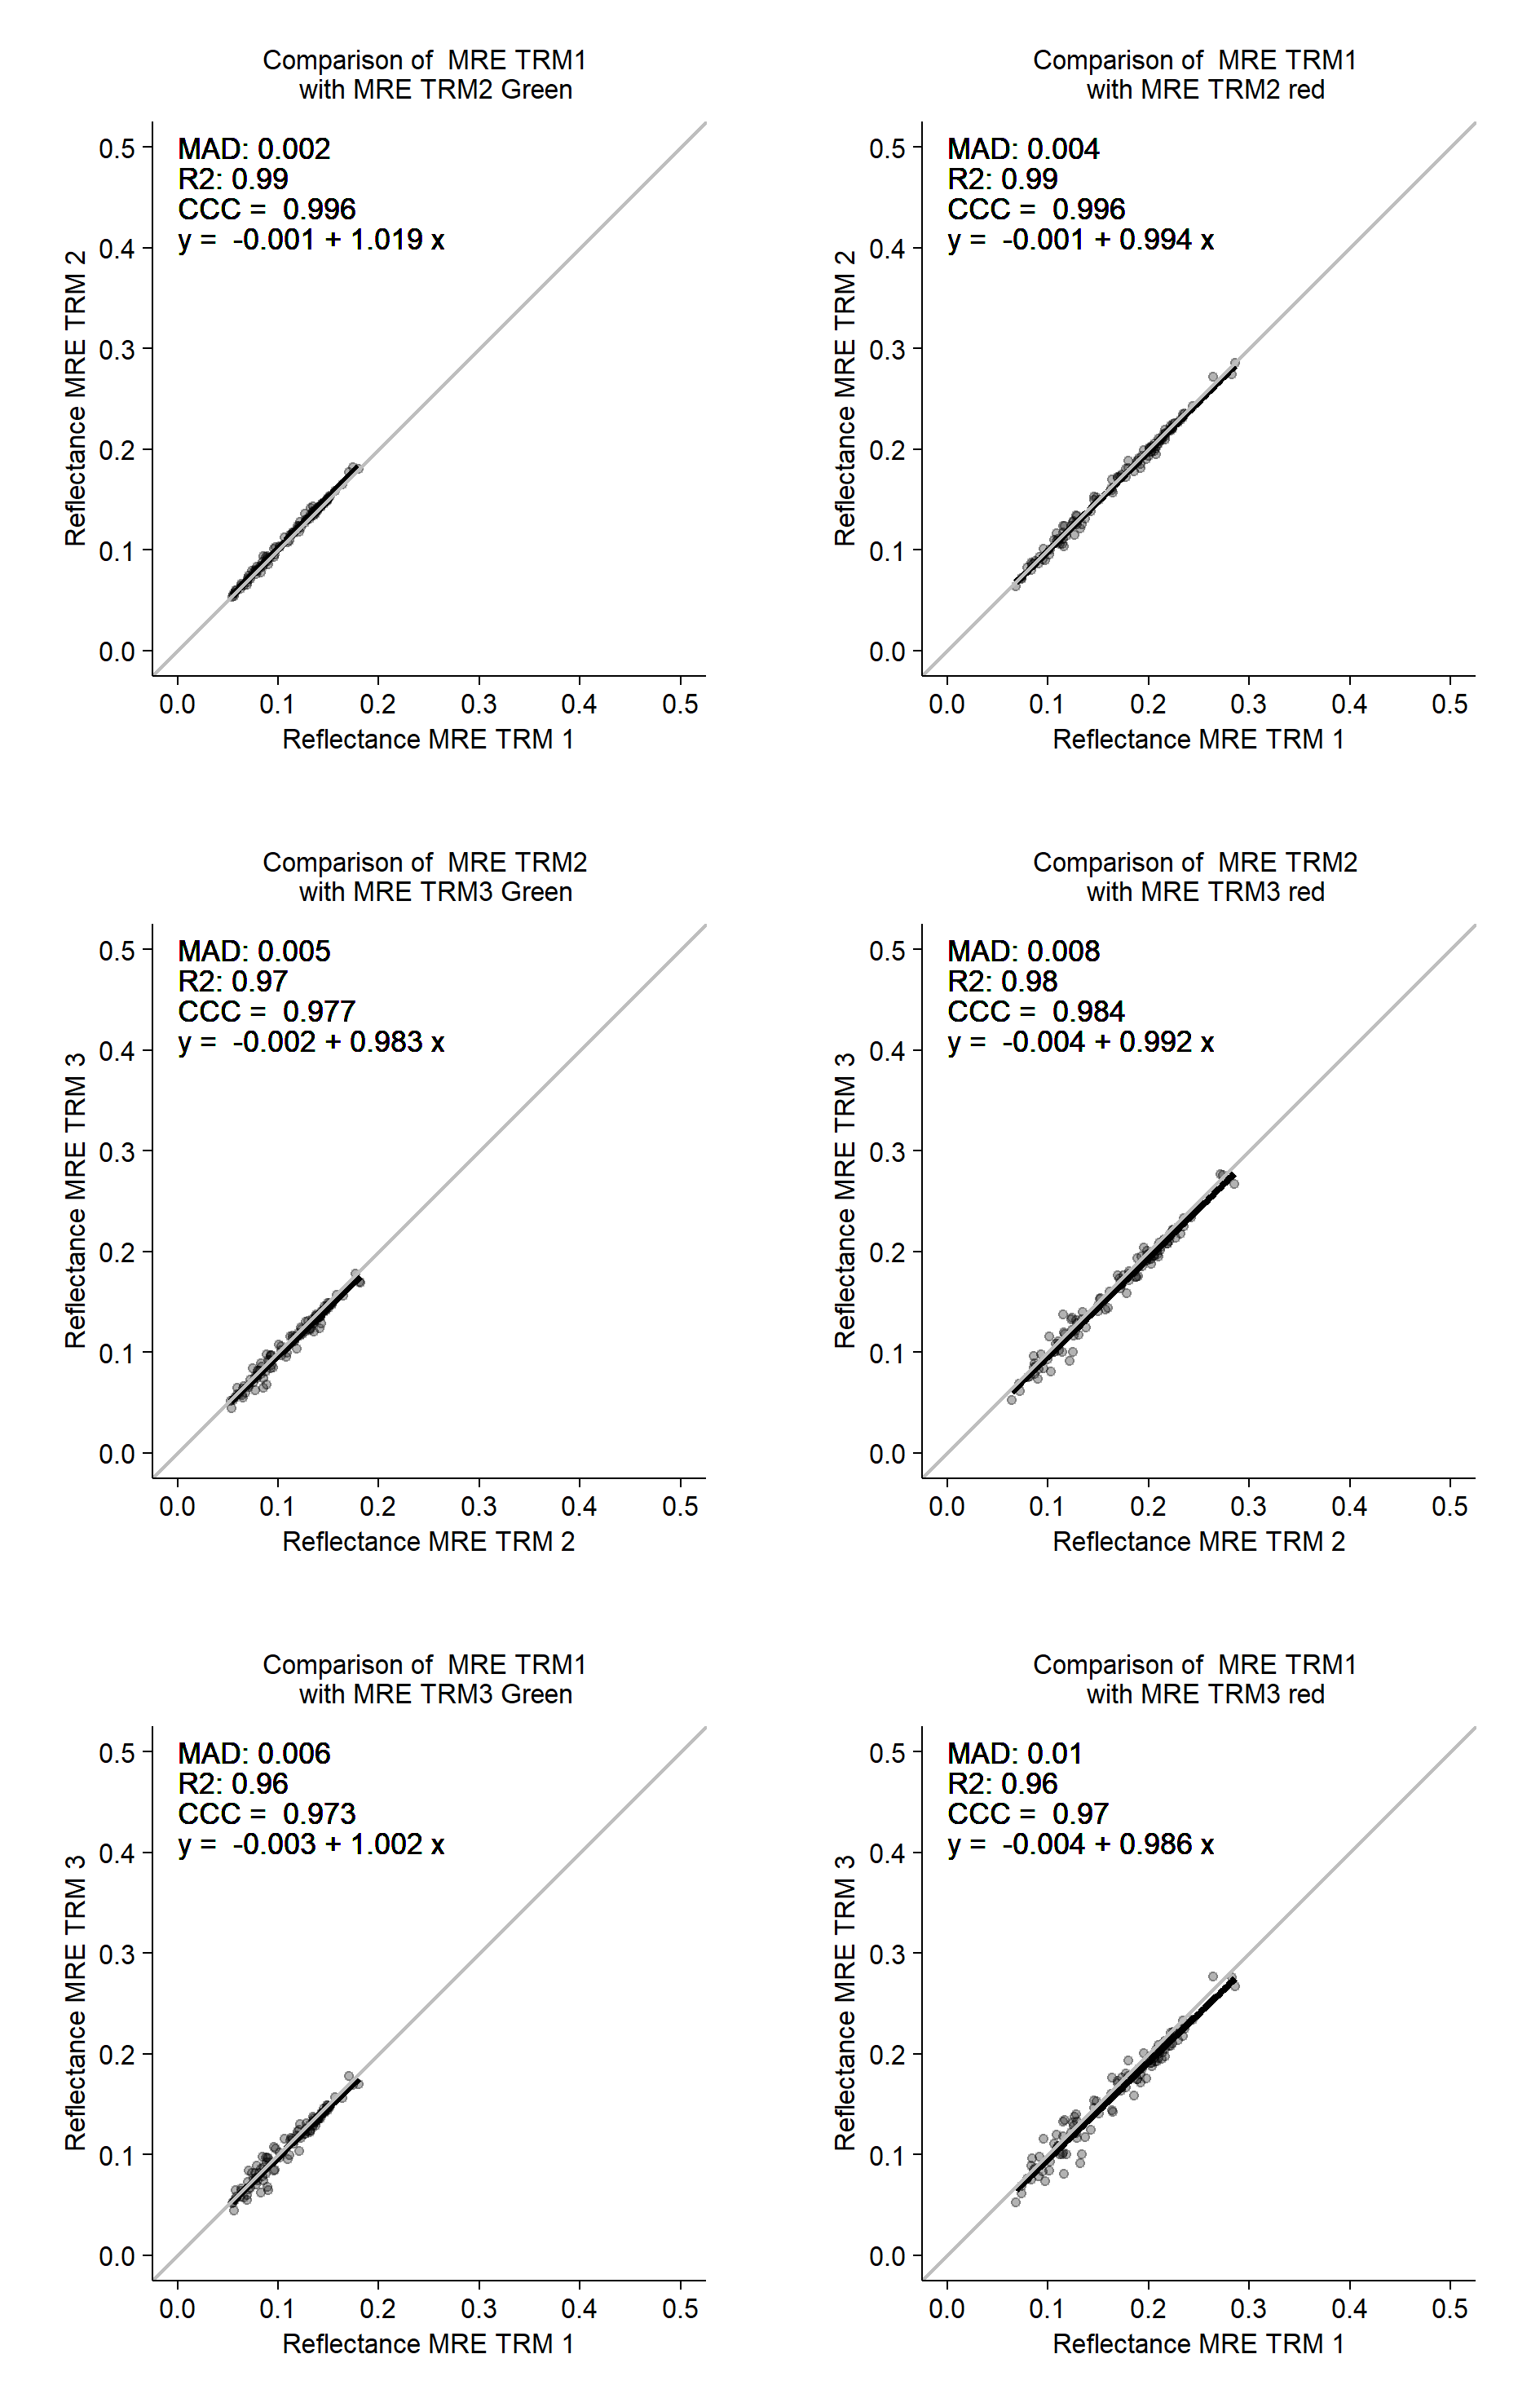 Comparison of  MRE TRM1
with MRE TRM2 Green
MAD: 0.002
R2: 0.99
CCC =  0.996
y =  -0.001 + 1.019 x
0.5
0.4
0.3
0.2
0.1
0.0
Reflectance MRE TRM 2
0.0 0.1 0.2 0.3 0.4 0.5
Reflectance MRE TRM 1
Comparison of  MRE TRM1
with MRE TRM2 red
MAD: 0.004
R2: 0.99
CCC =  0.996
y =  -0.001 + 0.994 x
0.5
0.4
0.3
0.2
0.1
0.0
Reflectance MRE TRM 2
0.0 0.1 0.2 0.3 0.4 0.5
Reflectance MRE TRM 1
Comparison of  MRE TRM2
with MRE TRM3 Green
MAD: 0.005
R2: 0.97
CCC =  0.977
y =  -0.002 + 0.983 x
0.5
0.4
0.3
0.2
0.1
0.0
Reflectance MRE TRM 3
0.0 0.1 0.2 0.3 0.4 0.5
Reflectance MRE TRM 2
Comparison of  MRE TRM2
with MRE TRM3 red
MAD: 0.008
R2: 0.98
CCC =  0.984
y =  -0.004 + 0.992 x
0.5
0.4
0.3
0.2
0.1
0.0
Reflectance MRE TRM 3
0.0 0.1 0.2 0.3 0.4 0.5
Reflectance MRE TRM 2
Comparison of  MRE TRM1
with MRE TRM3 Green
MAD: 0.006
R2: 0.96
CCC =  0.973
y =  -0.003 + 1.002 x
0.5
0.4
0.3
0.2
0.1
0.0
Reflectance MRE TRM 3
0.0 0.1 0.2 0.3 0.4 0.5
Reflectance MRE TRM 1
Comparison of  MRE TRM1
with MRE TRM3 red
MAD: 0.01
R2: 0.96
CCC =  0.97
y =  -0.004 + 0.986 x
0.5
0.4
0.3
0.2
0.1
0.0
Reflectance MRE TRM 3
0.0 0.1 0.2 0.3 0.4 0.5
Reflectance MRE TRM 1